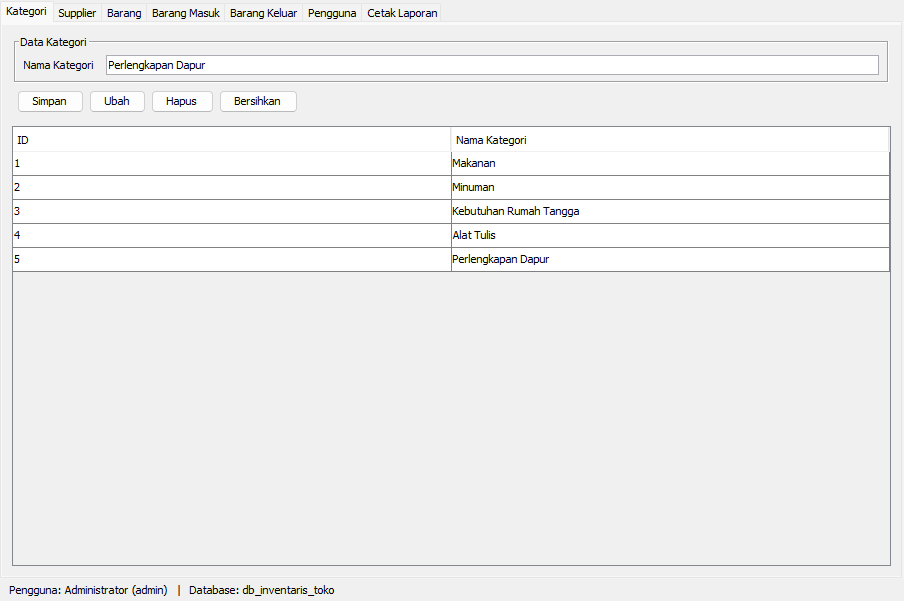 Kategori Supplier Barang Barang Masuk Barang Keluar Pengguna Cetak Laporan
Data Kategori
Nama Kategori Perlengkapan Dapur
Simpan Ubah Hapus Bersihkan
ID Nama Kategori
1 Makanan
2 Minuman
3 Kebutuhan Rumah Tangga
4 Alat Tulis
5 Perlengkapan Dapur
Pengguna: Administrator (admin) | Database: db_inventaris_toko